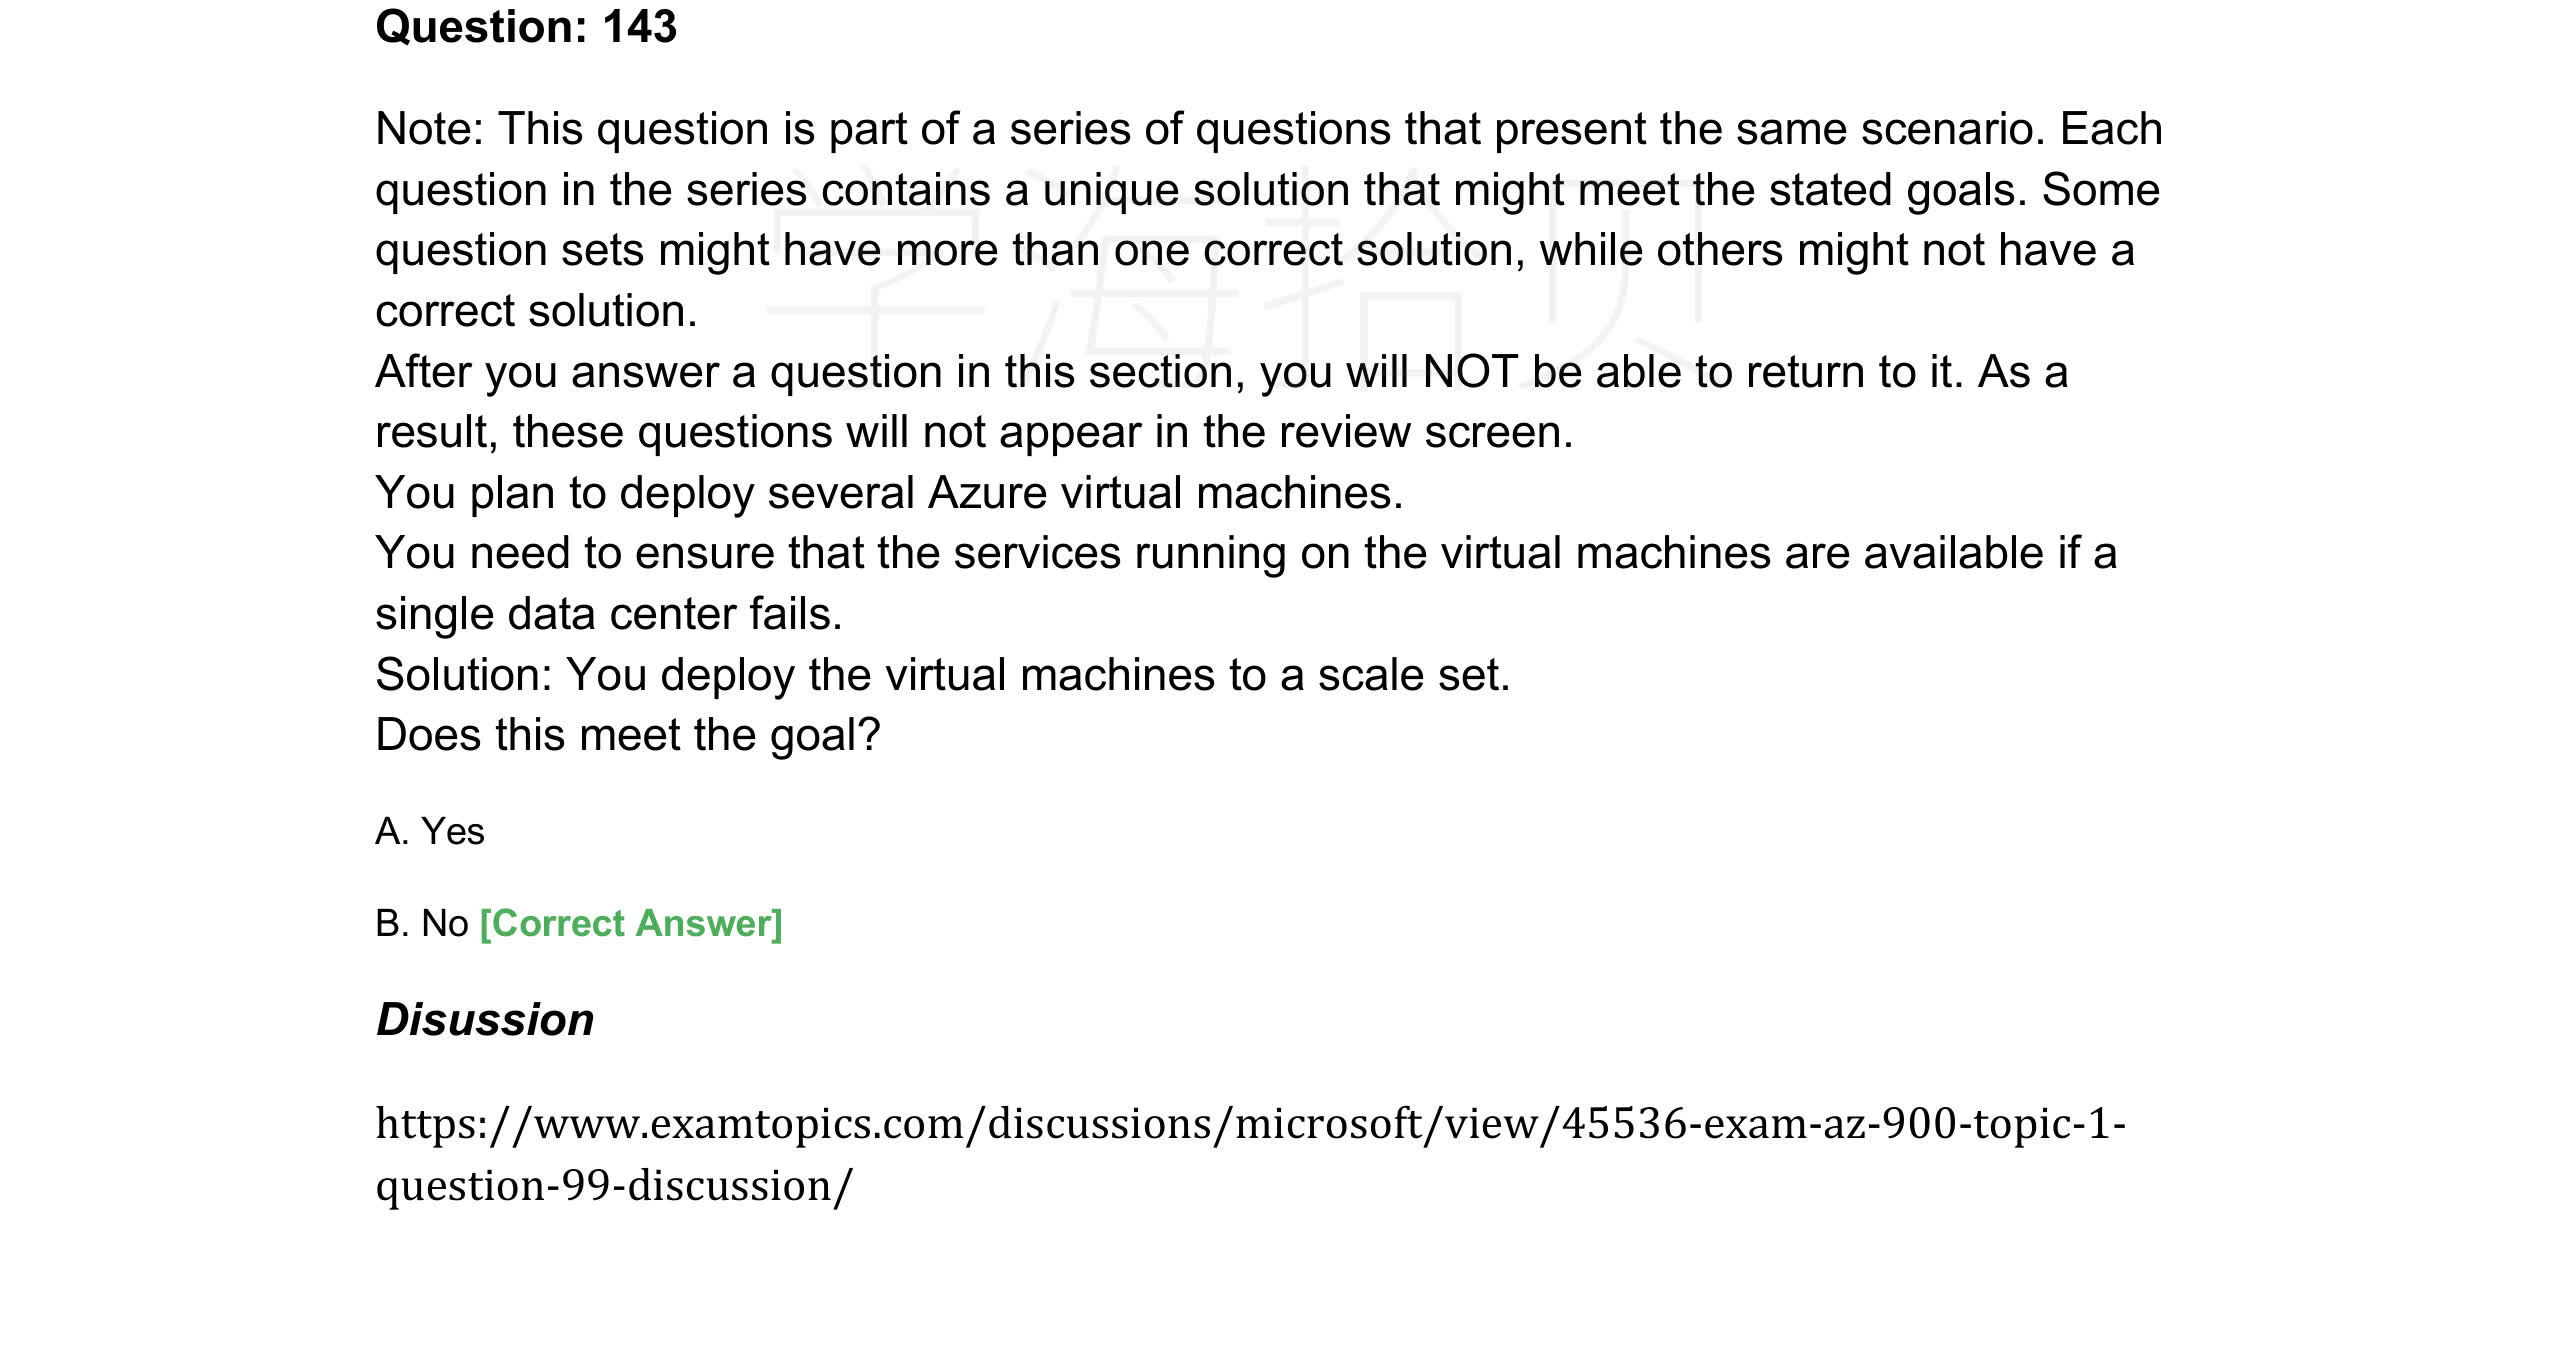 Question: 143
Note: This question is part of a series of questions that present the same scenario. Each
question in the series contains a unique solution that might meet the stated goals. Some
question sets might have more than one correct solution, while others might not have a
correct solution.
学海拾贝
After you answer a question in this section, you will NOT be able to return to it. As a
result, these questions will not appear in the review screen.
You plan to deploy several Azure virtual machines.
You need to ensure that the services running on the virtual machines are available if a
single data center fails.
Solution: You deploy the virtual machines to a scale set.
Does this meet the goal?
A. Yes
B. No [Correct Answer]
Disussion
https://www.examtopics.com/discussions/microsoft/view/45536-exam-az-900-topic-1-
question-99-discussion/